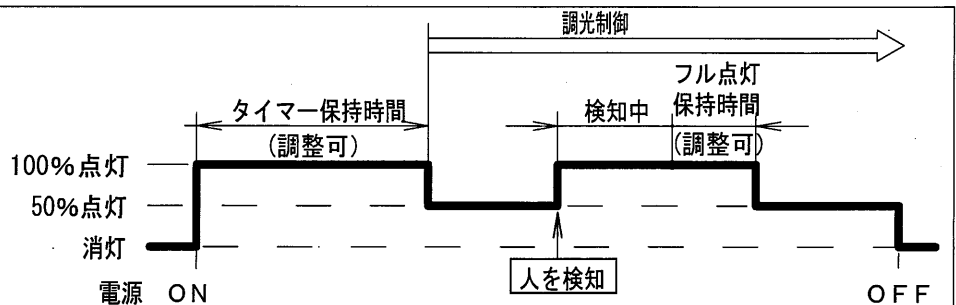 調光制御
フル点灯
タイマー保持時間
検知中
保持時間
(調整可)
(調整可)
100%点灯
50%点灯
消灯
人を検知
電源 ON
OFF